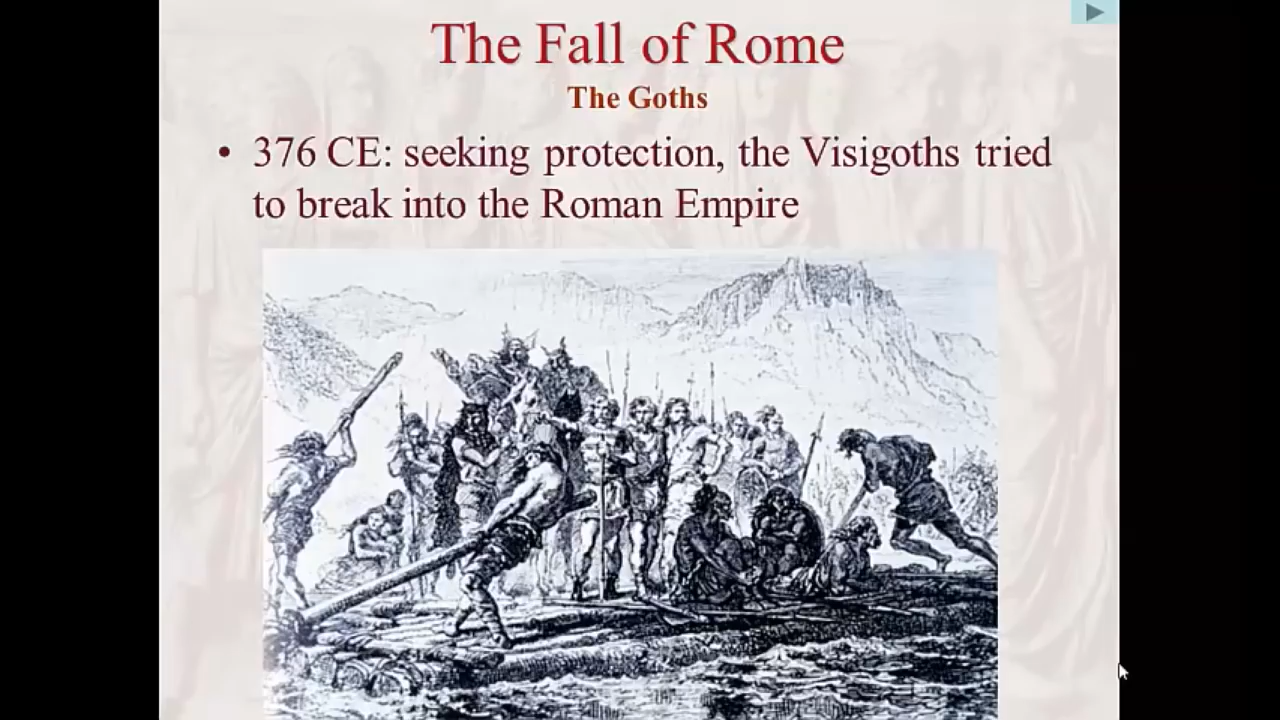 The Fall of Rome
The Goths
• 376 CE: seeking protection, the Visigoths tried
to break into the Roman Empire